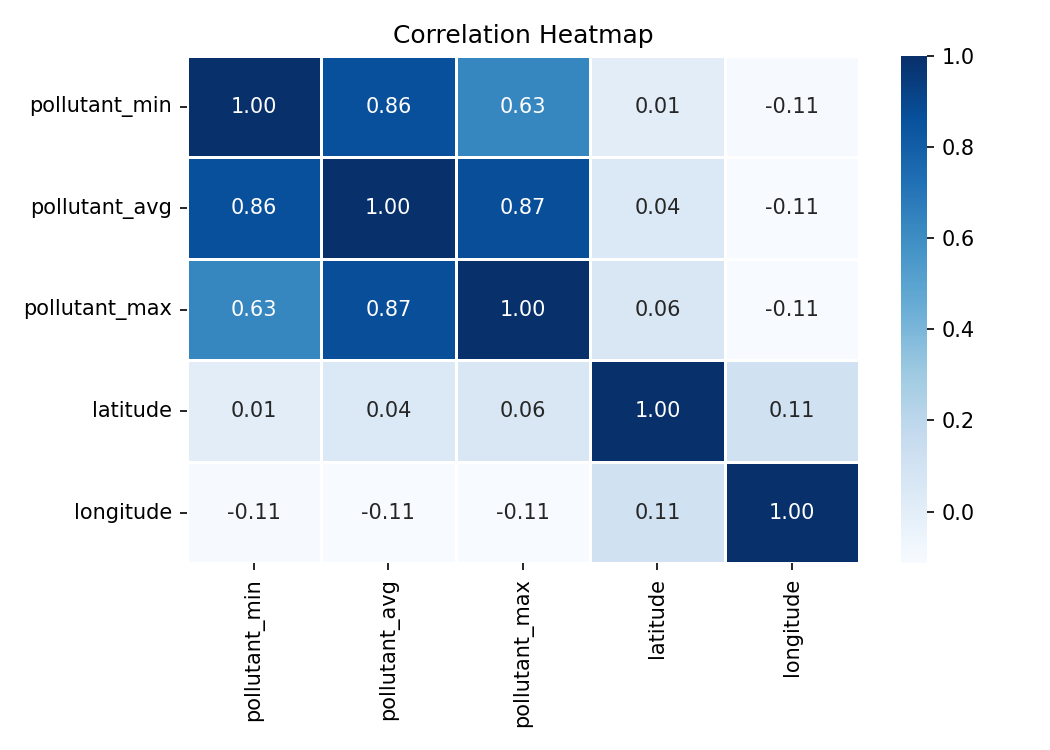 Correlation Heatmap
pollutant_min 1.00 0.86 0.63 0.01 -0.11
pollutant_avg 0.86 1.00 0.87 0.04 -0.11
pollutant_max 0.63 0.87 1.00 0.06 -0.11
latitude 0.01 0.04 0.06 1.00 0.11
longitude -0.11 -0.11 -0.11 0.11 1.00
pollutant_min
pollutant_avg
pollutant_max
latitude
longitude
1.0
0.8
0.6
0.4
0.2
0.0